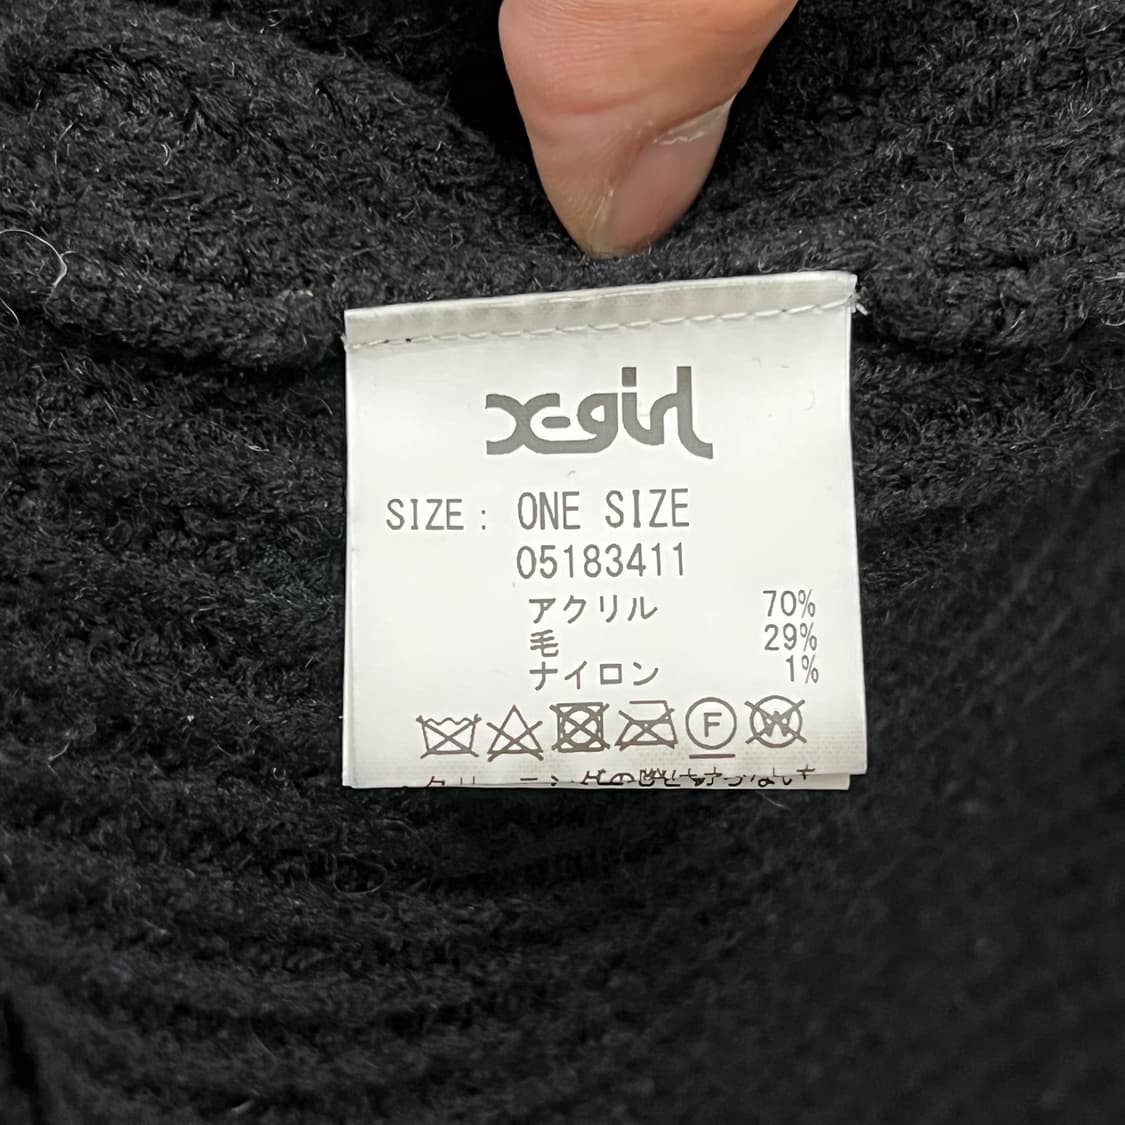 X-girl
SIZE : ONE SIZE
05183411
アクリル 70%
毛 29%
ナイロン 1%
F
W